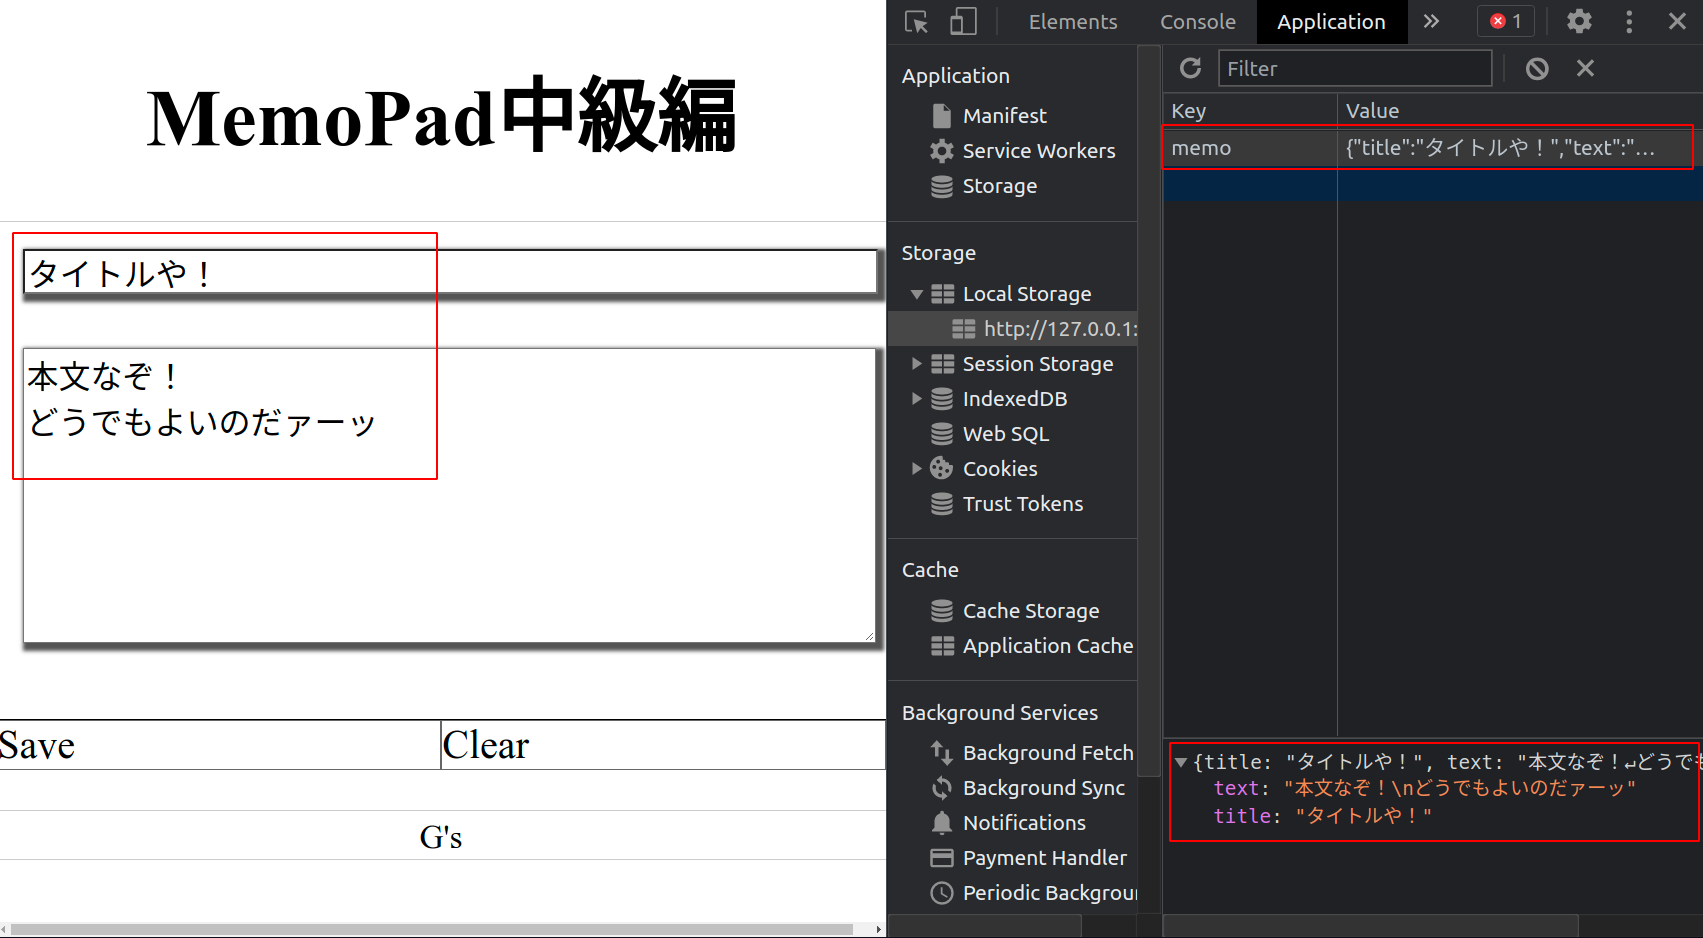 MemoPad中級編
タイトルや！
本文なぞ！
どうでもよいのだァーッ
Save
Clear
G's
Elements
Console
Application
1
Application
Manifest
Service Workers
Storage
Storage
Local Storage
http://127.0.0.1:
Session Storage
IndexedDB
Web SQL
Cookies
Trust Tokens
Cache
Cache Storage
Application Cache
Background Services
Background Fetch
Background Sync
Notifications
Payment Handler
Periodic Backgrou
Filter
Key Value
memo {"title":"タイトルや！","text":"…
{title: "タイトルや！", text: "本文なぞ！↵どうでも
text: "本文なぞ！\nどうでもよいのだァーッ"
title: "タイトルや！"